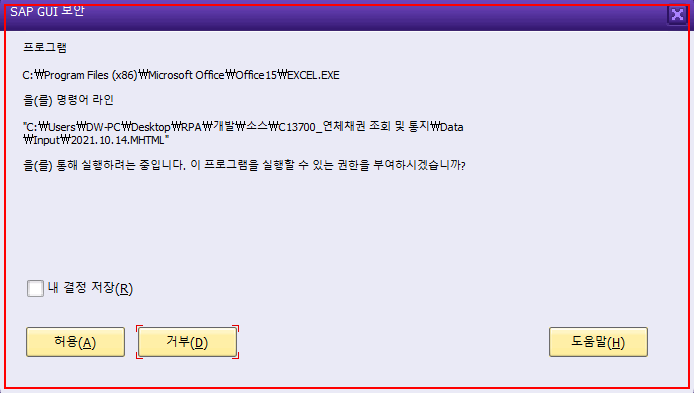 SAP GUI 보안
프로그램
C:₩Program Files (x86)₩Microsoft Office₩Office15₩EXCEL.EXE
을(를) 명령어 라인
"C:₩Users₩DW-PC₩Desktop₩RPA₩개발₩소스₩C13700_연체채권 조회 및 통지₩Data
₩Input₩2021.10.14.MHTML"
을(를) 통해 실행하려는 중입니다. 이 프로그램을 실행할 수 있는 권한을 부여하시겠습니까?
내 결정 저장(R)
허용(A) 거부(D) 도움말(H)